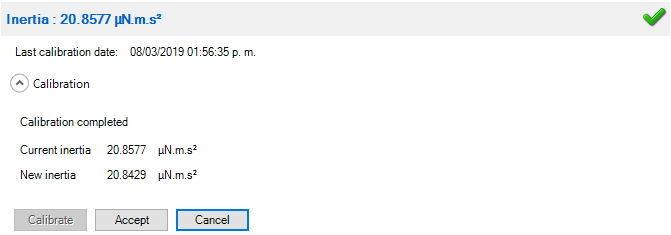 Inertia : 20.8577 µN.m.s²
Last calibration date: 08/03/2019 01:56:35 p. m.
Calibration
Calibration completed
Current inertia 20.8577 µN.m.s²
New inertia 20.8429 µN.m.s²
Calibrate Accept Cancel